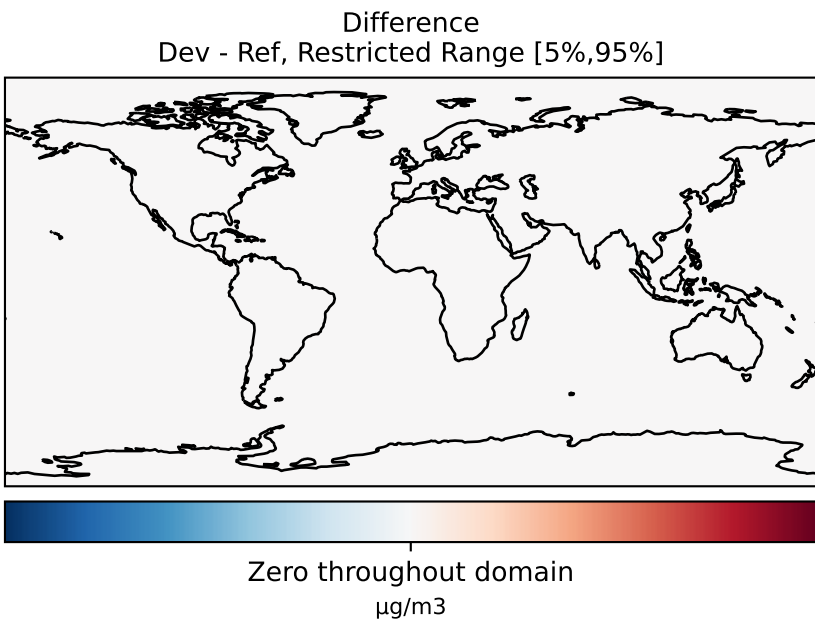 Difference
Dev - Ref, Restricted Range [5%,95%]
Zero throughout domain
μg/m3